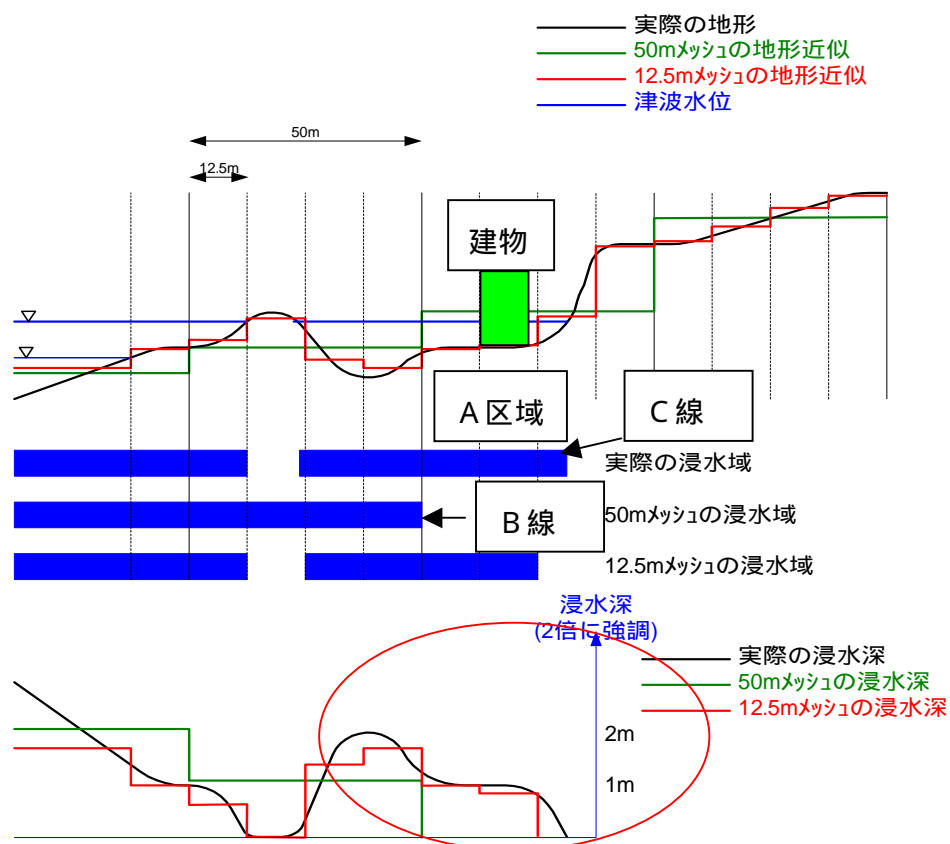 実際の地形
50mメッシュの地形近似
12.5mメッシュの地形近似
津波水位
50m
12.5m
建物
A区域
C線
実際の浸水域
B線
50mメッシュの浸水域
12.5mメッシュの浸水域
浸水深
(2倍に強調)
実際の浸水深
50mメッシュの浸水深
12.5mメッシュの浸水深
2m
1m